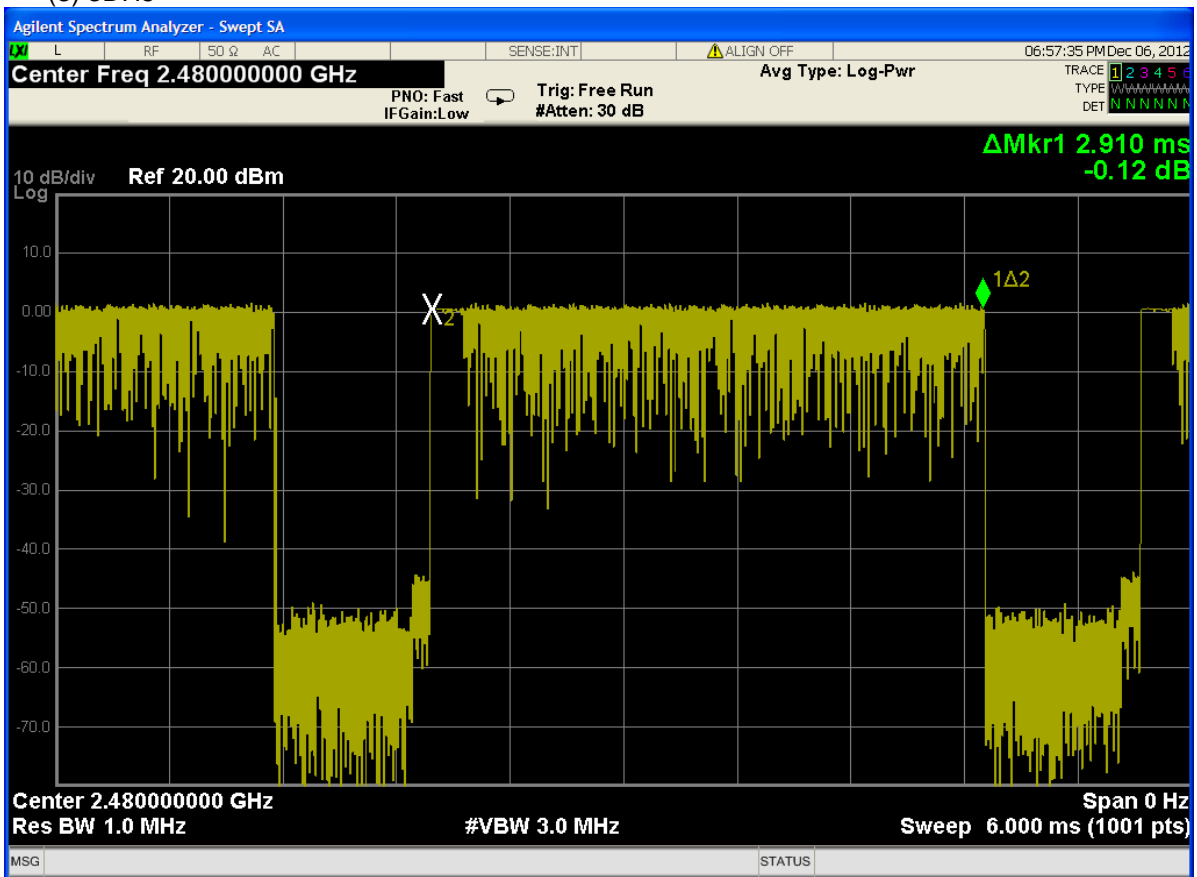 Agilent Spectrum Analyzer - Swept SA
LXI L RF 50 Ω AC SENSE:INT ALIGN OFF 06:57:35 PM Dec 06, 2012
Center Freq 2.480000000 GHz
Avg Type: Log-Pwr
TRACE 1 2 3 4 5 6
PNO: Fast Trig: Free Run
TYPE WWWWWW
IFGain:Low #Atten: 30 dB
DET N N N N N N
ΔMkr1 2.910 ms
-0.12 dB
10 dB/div Ref 20.00 dBm
Log
10.0
1Δ2
0.00
X2
-10.0
-20.0
-30.0
-40.0
-50.0
-60.0
-70.0
Center 2.480000000 GHz Span 0 Hz
Res BW 1.0 MHz #VBW 3.0 MHz Sweep 6.000 ms (1001 pts)
MSG STATUS